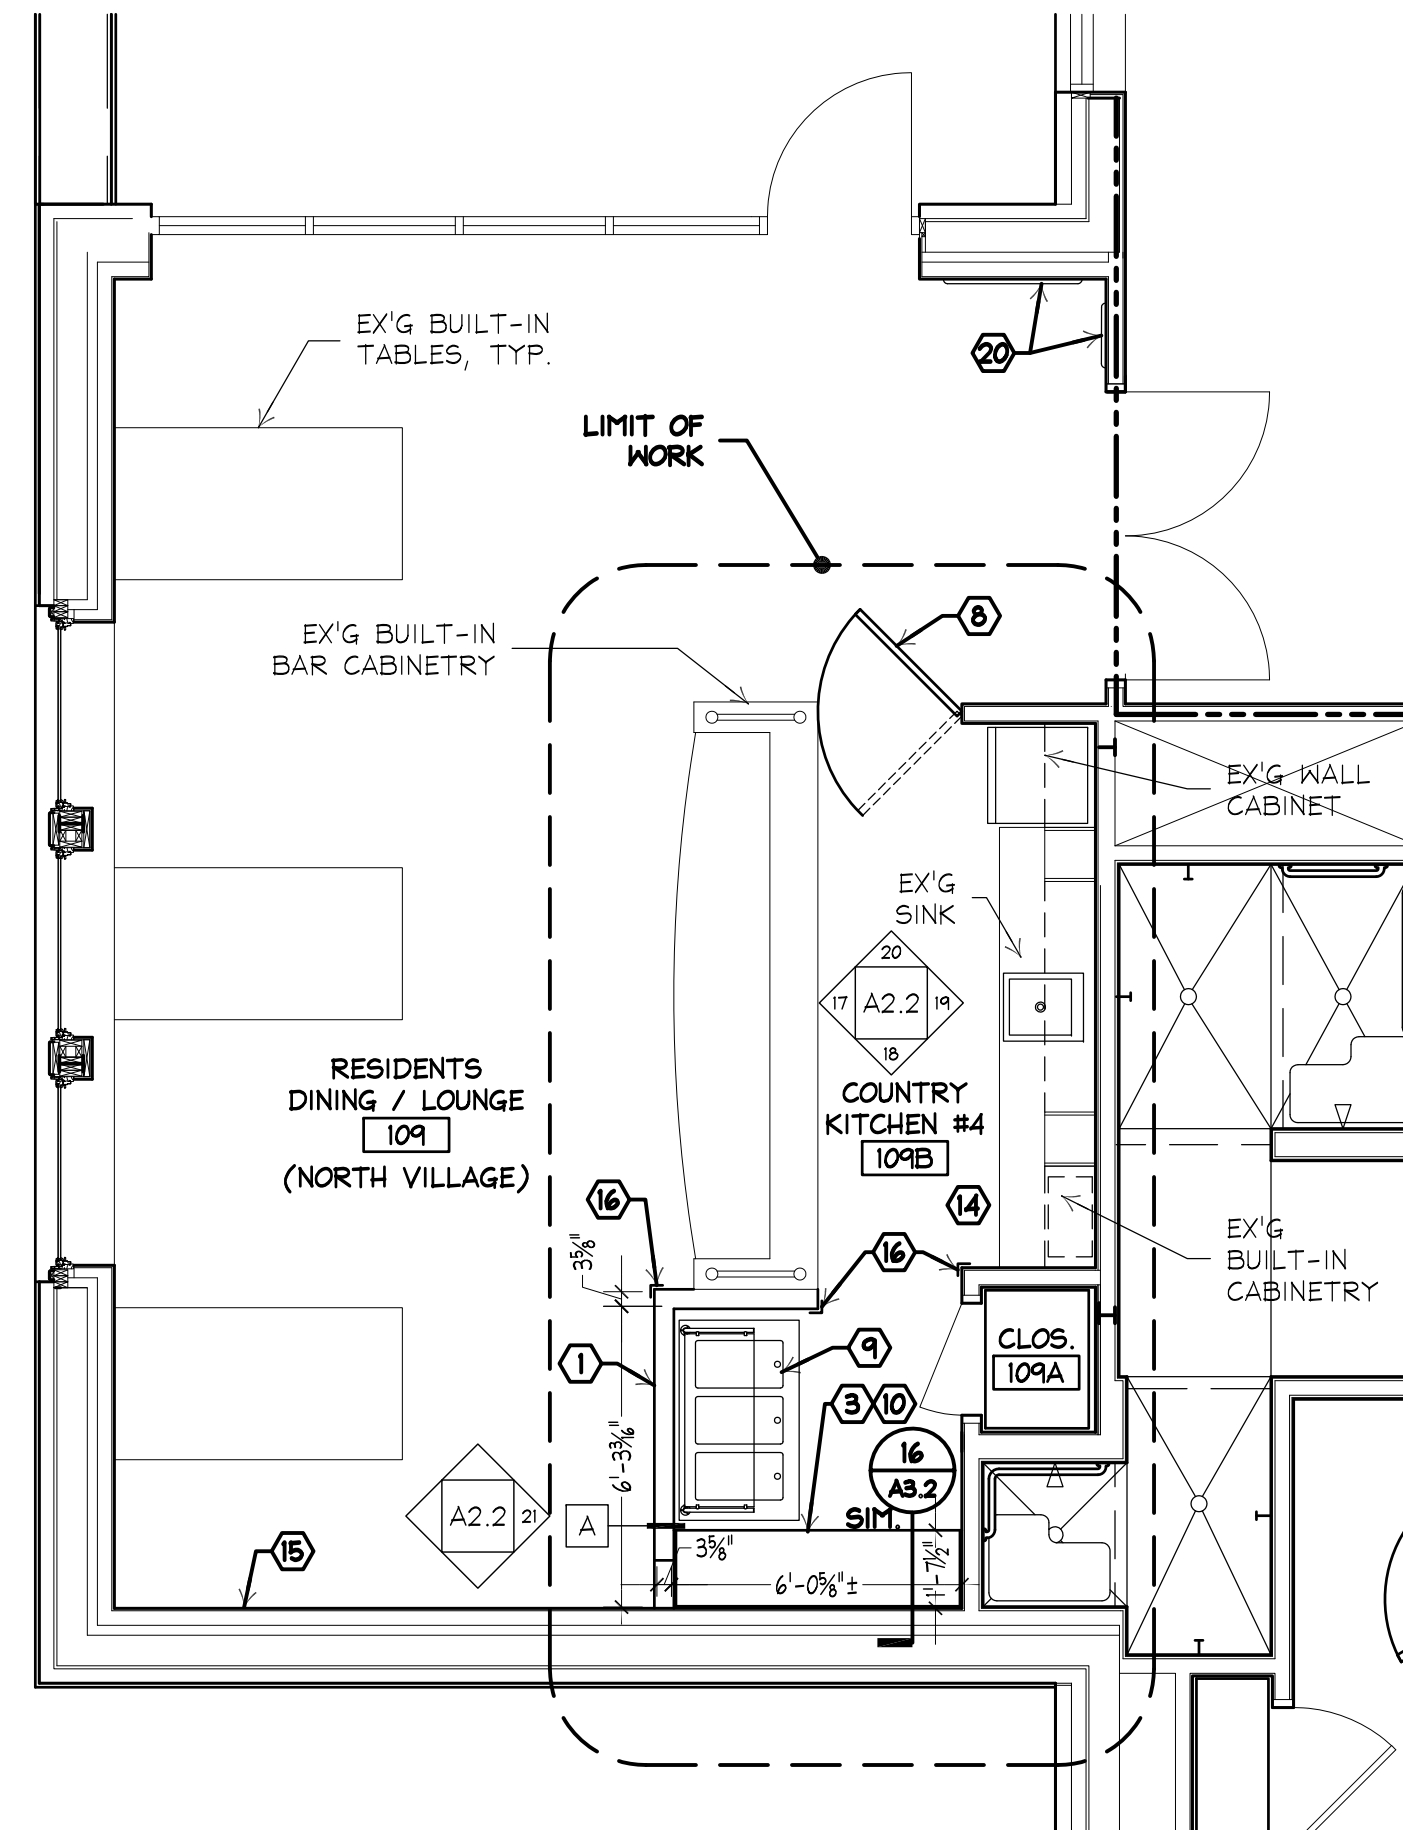 EX'G BUILT-IN
TABLES, TYP.
20
LIMIT OF
WORK
8
EX'G BUILT-IN
BAR CABINETRY
EX'G WALL
CABINET
EX'G
SINK
20
17 A2.2 19
18
RESIDENTS
DINING / LOUNGE
109
(NORTH VILLAGE)
COUNTRY
KITCHEN #4
109B
16
14
3⅝"
16
EX'G
BUILT-IN
CABINETRY
1
9
CLOS.
109A
3 10
6'-3 3/16"
16
A3.2
SIM.
A2.2 21
A
15
3⅝"
6'-0⅝"±
1'-7½"